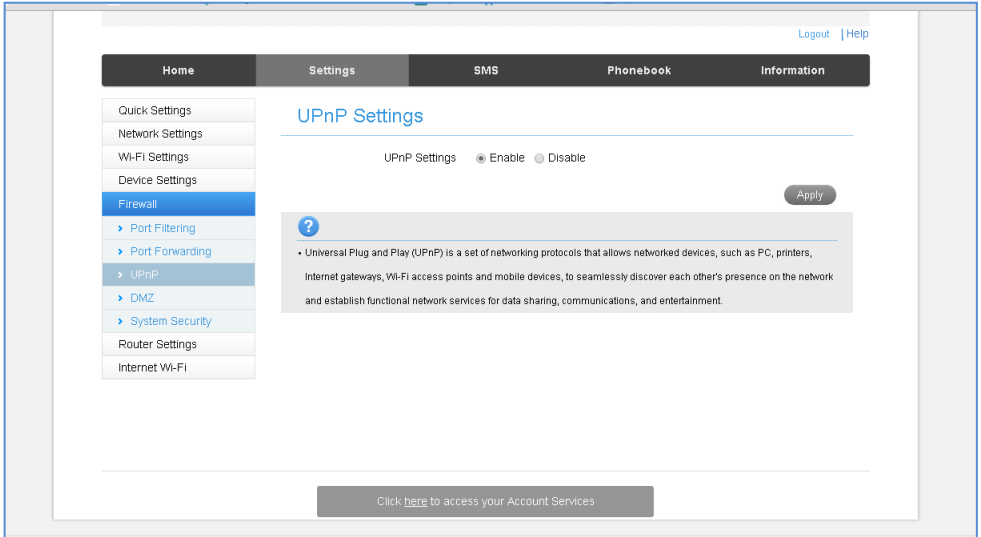 Logout | Help
Home Settings SMS Phonebook Information
Quick Settings
Network Settings
Wi-Fi Settings
Device Settings
Firewall
Port Filtering
Port Forwarding
UPnP
DMZ
System Security
Router Settings
Internet Wi-Fi
UPnP Settings
UPnP Settings Enable Disable
Apply
?
• Universal Plug and Play (UPnP) is a set of networking protocols that allows networked devices, such as PC, printers,
Internet gateways, Wi-Fi access points and mobile devices, to seamlessly discover each other's presence on the network
and establish functional network services for data sharing, communications, and entertainment.
Click here to access your Account Services